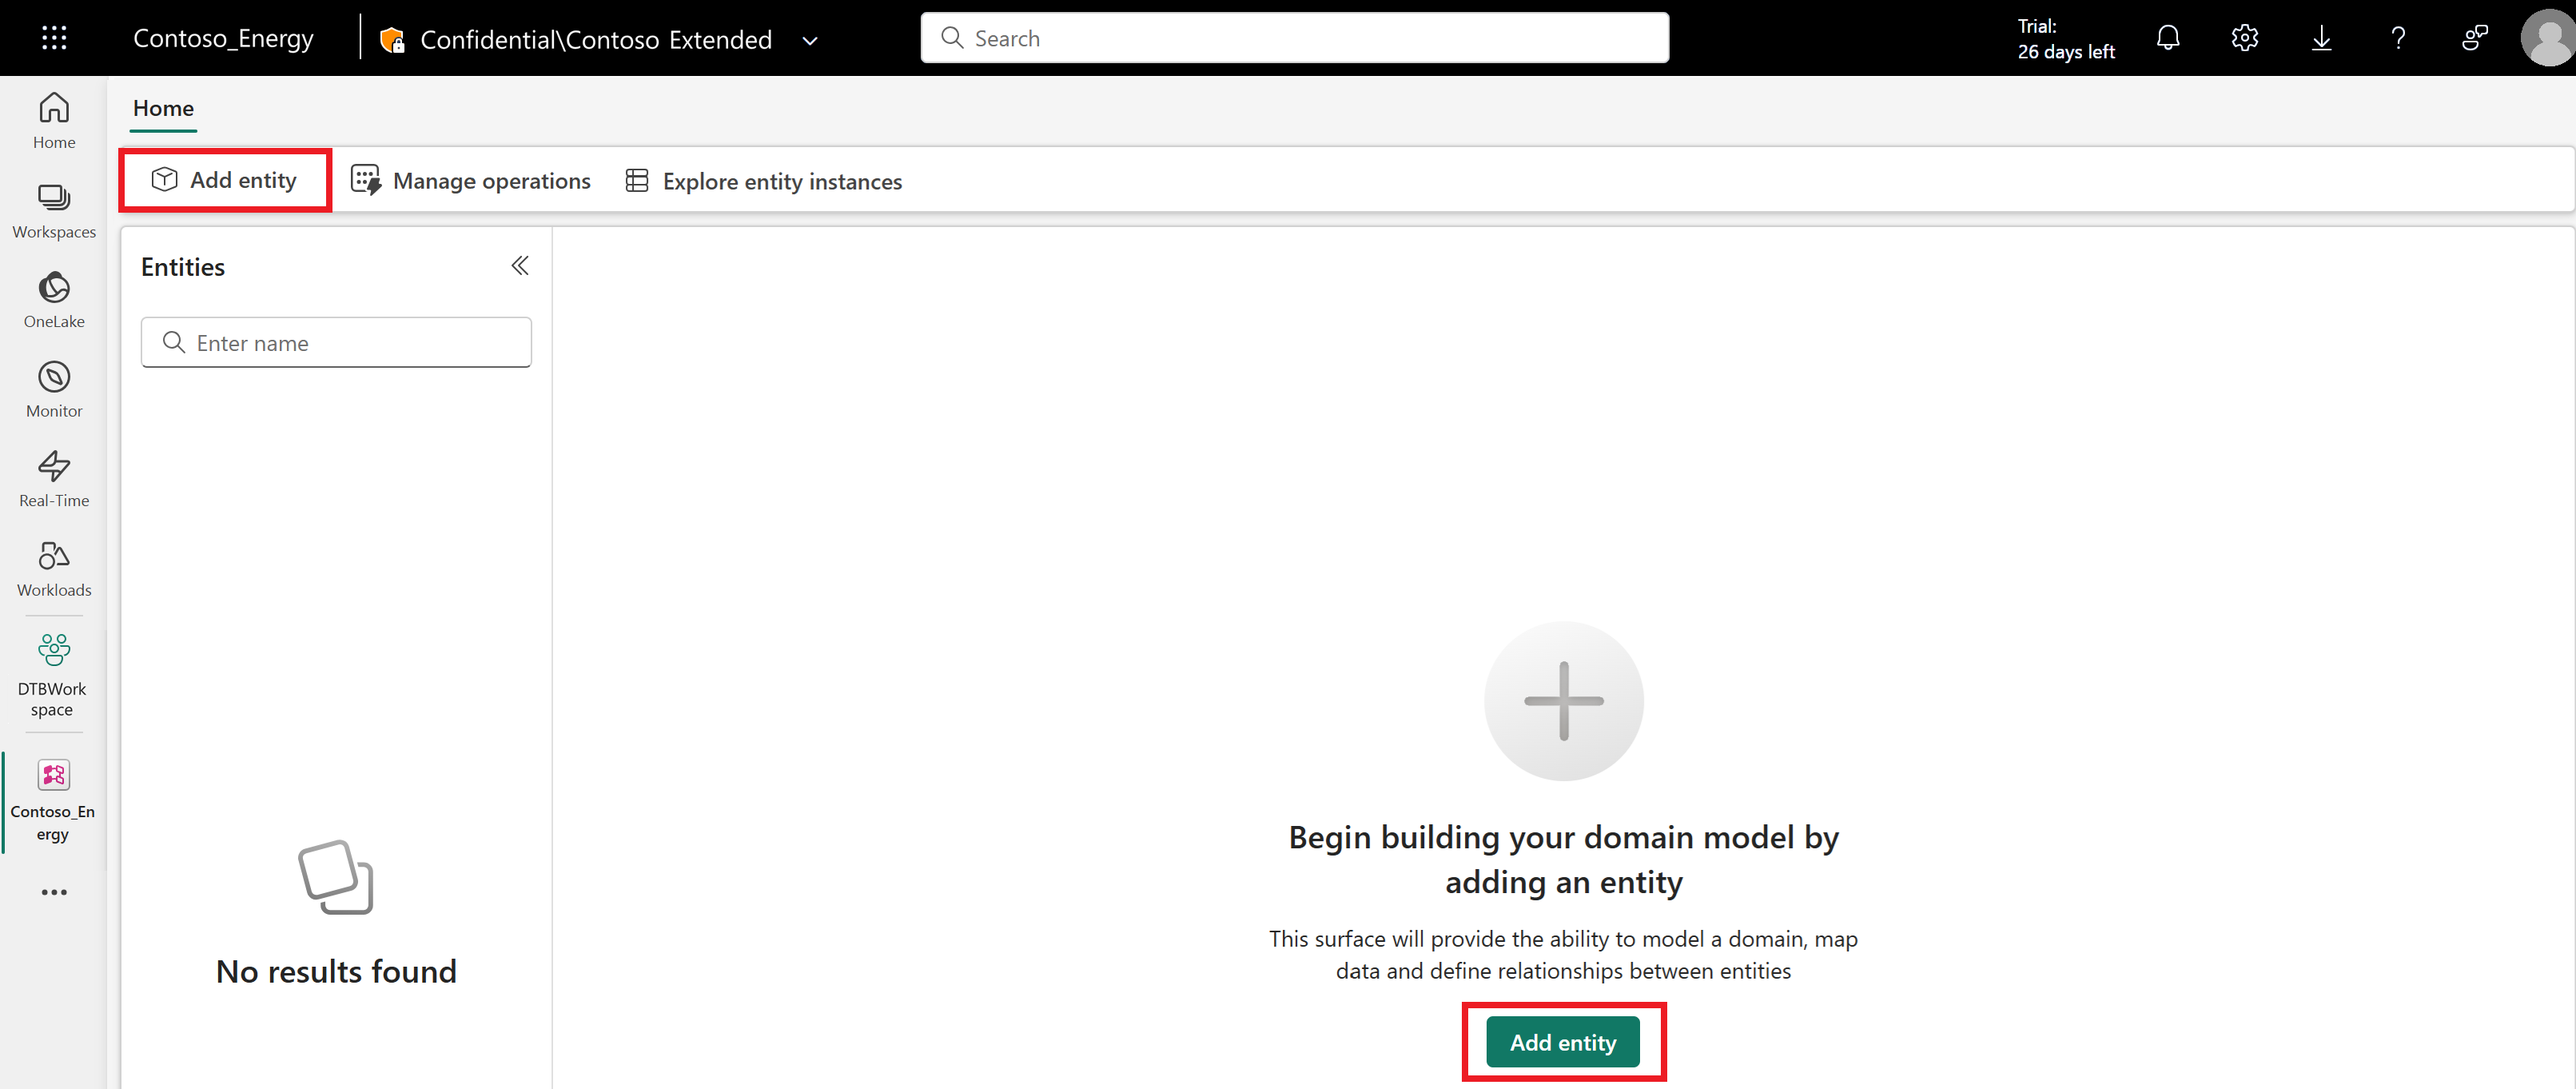 Contoso_Energy
Confidential\Contoso Extended
Search
Trial:
26 days left
Home
Workspaces
OneLake
Monitor
Real-Time
Workloads
DTBWork
space
Contoso_En
ergy
Home
Add entity
Manage operations
Explore entity instances
Entities
Enter name
No results found
Begin building your domain model by
adding an entity
This surface will provide the ability to model a domain, map
data and define relationships between entities
Add entity